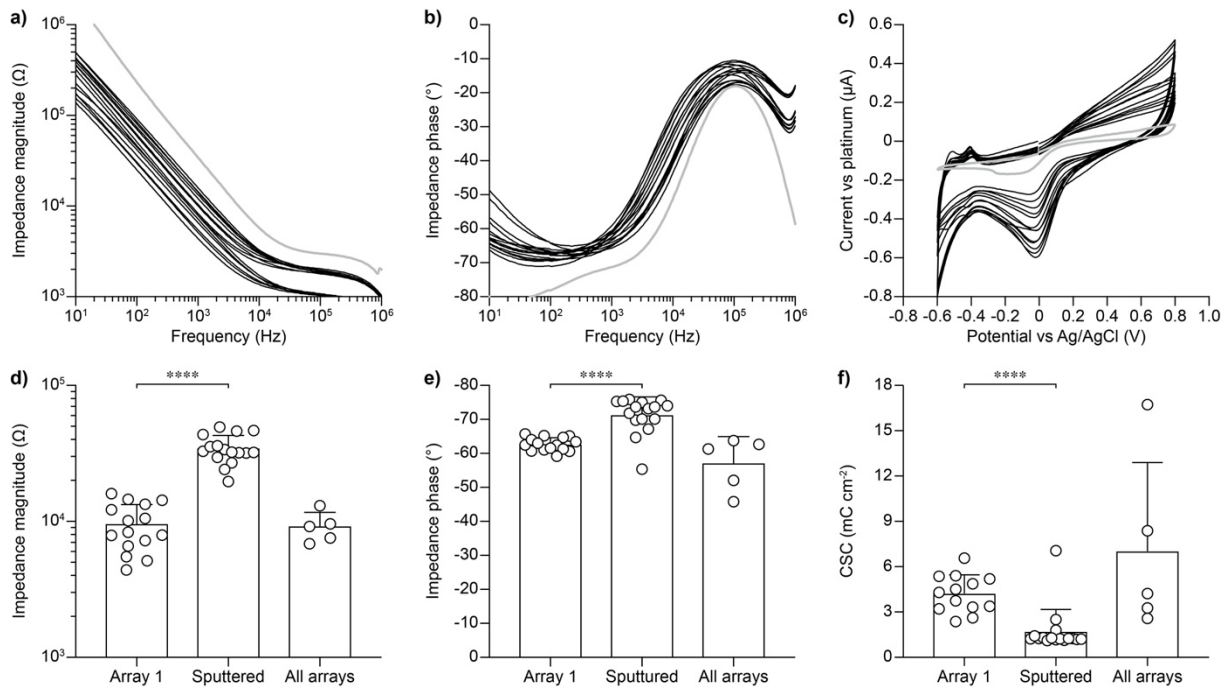 a)
Impedance magnitude (Ω)
10⁶
10⁵
10⁴
10³
10¹ 10² 10³ 10⁴ 10⁵ 10⁶
Frequency (Hz)
b)
Impedance phase (°)
0
-10
-20
-30
-40
-50
-60
-70
-80
10¹ 10² 10³ 10⁴ 10⁵ 10⁶
Frequency (Hz)
c)
Current vs platinum (µA)
0.6
0.4
0.2
0
-0.2
-0.4
-0.6
-0.8
-0.8 -0.6 -0.4 -0.2 0 0.2 0.4 0.6 0.8 1.0
Potential vs Ag/AgCl (V)
d)
Impedance magnitude (Ω)
10⁵
10⁴
10³
****
Array 1 Sputtered All arrays
e)
Impedance phase (°)
-80
-70
-60
-50
-40
-30
-20
-10
0
****
Array 1 Sputtered All arrays
f)
CSC (mC cm⁻²)
18
15
12
9
6
3
0
****
Array 1 Sputtered All arrays